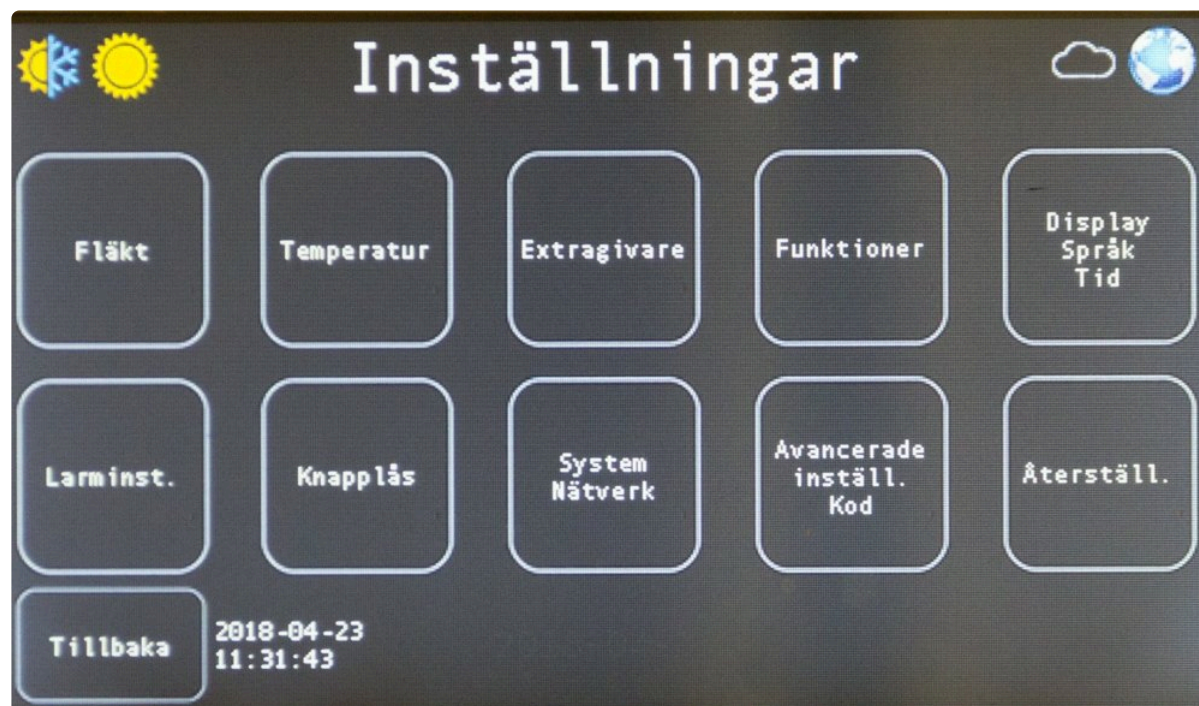 Inställningar
Fläkt
Temperatur
Extragivare
Funktioner
Display
Språk
Tid
Larminst.
Knapplås
System
Nätverk
Avancerade
inställ.
Kod
Återställ.
Tillbaka
2018-04-23
11:31:43